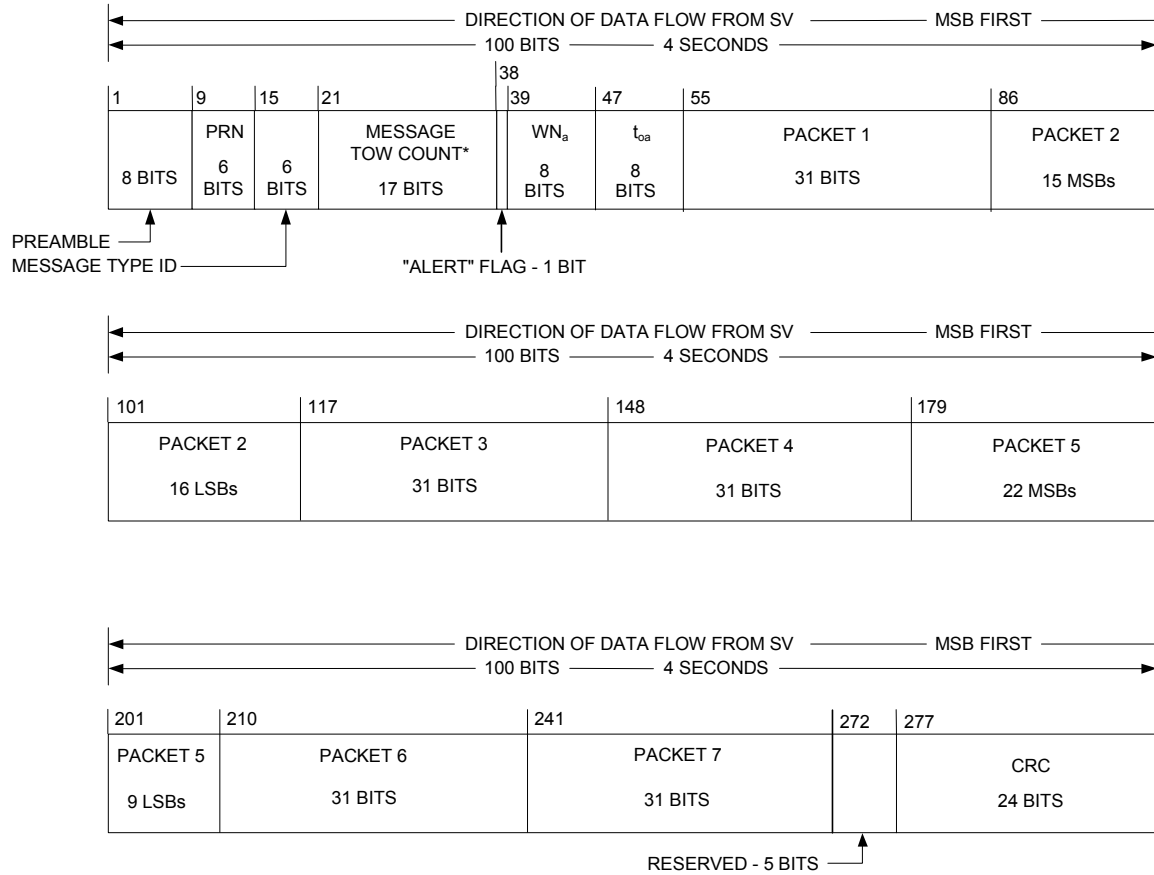 DIRECTION OF DATA FLOW FROM SV MSB FIRST
100 BITS 4 SECONDS
38
1 9 15 21 39 47 55 86
PRN MESSAGE WNa toa PACKET 1 PACKET 2
TOW COUNT*
8 BITS 6 BITS 6 BITS 17 BITS 8 BITS 8 BITS 31 BITS 15 MSBs
PREAMBLE
MESSAGE TYPE ID "ALERT" FLAG - 1 BIT
DIRECTION OF DATA FLOW FROM SV MSB FIRST
100 BITS 4 SECONDS
101 117 148 179
PACKET 2 PACKET 3 PACKET 4 PACKET 5
16 LSBs 31 BITS 31 BITS 22 MSBs
DIRECTION OF DATA FLOW FROM SV MSB FIRST
100 BITS 4 SECONDS
201 210 241 272 277
PACKET 5 PACKET 6 PACKET 7 CRC
9 LSBs 31 BITS 31 BITS 24 BITS
RESERVED - 5 BITS